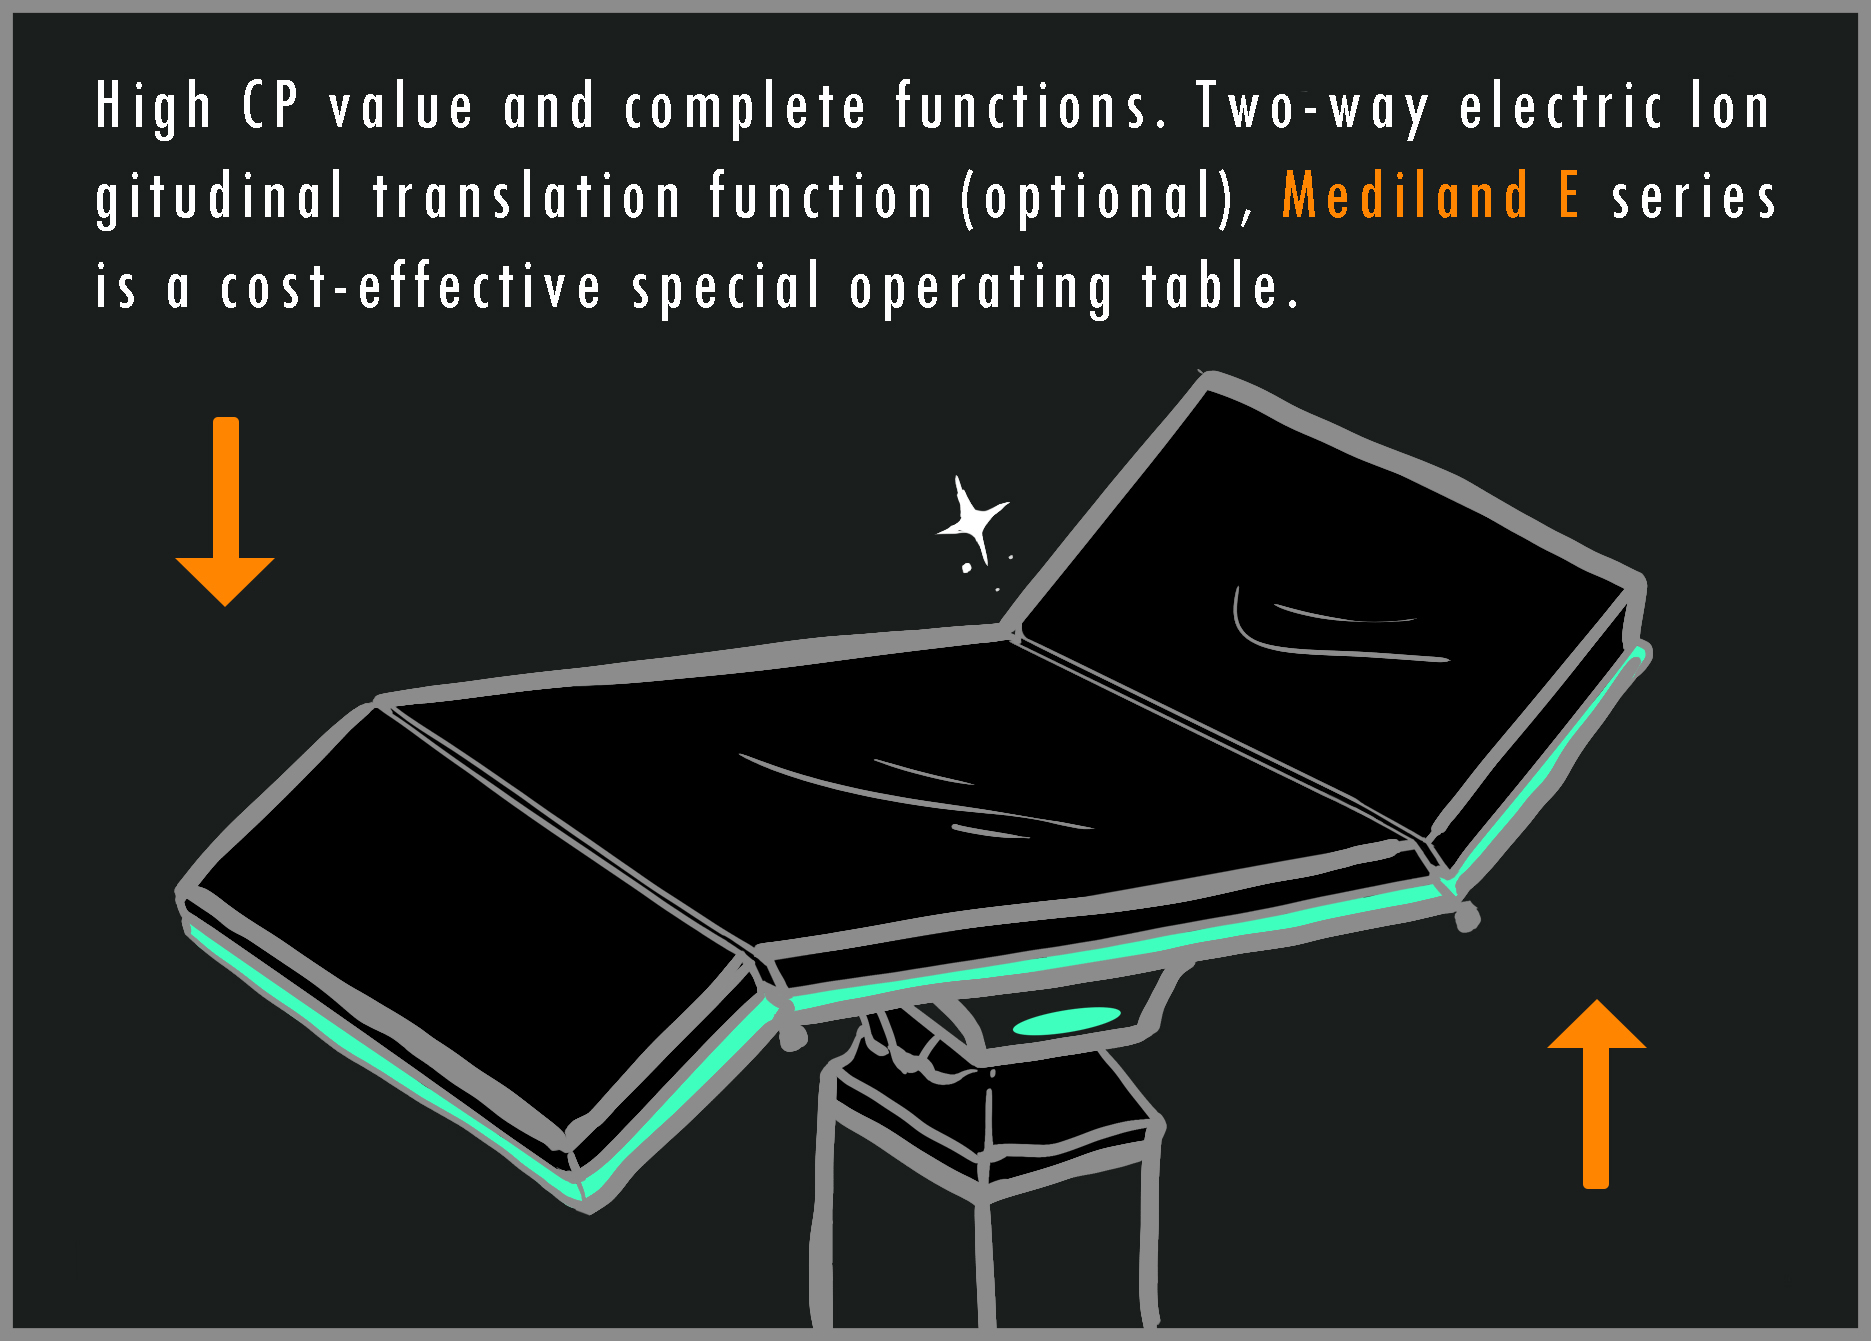 High CP value and complete functions. Two-way electric lon
gitudinal translation function (optional), Mediland E series
is a cost-effective special operating table.